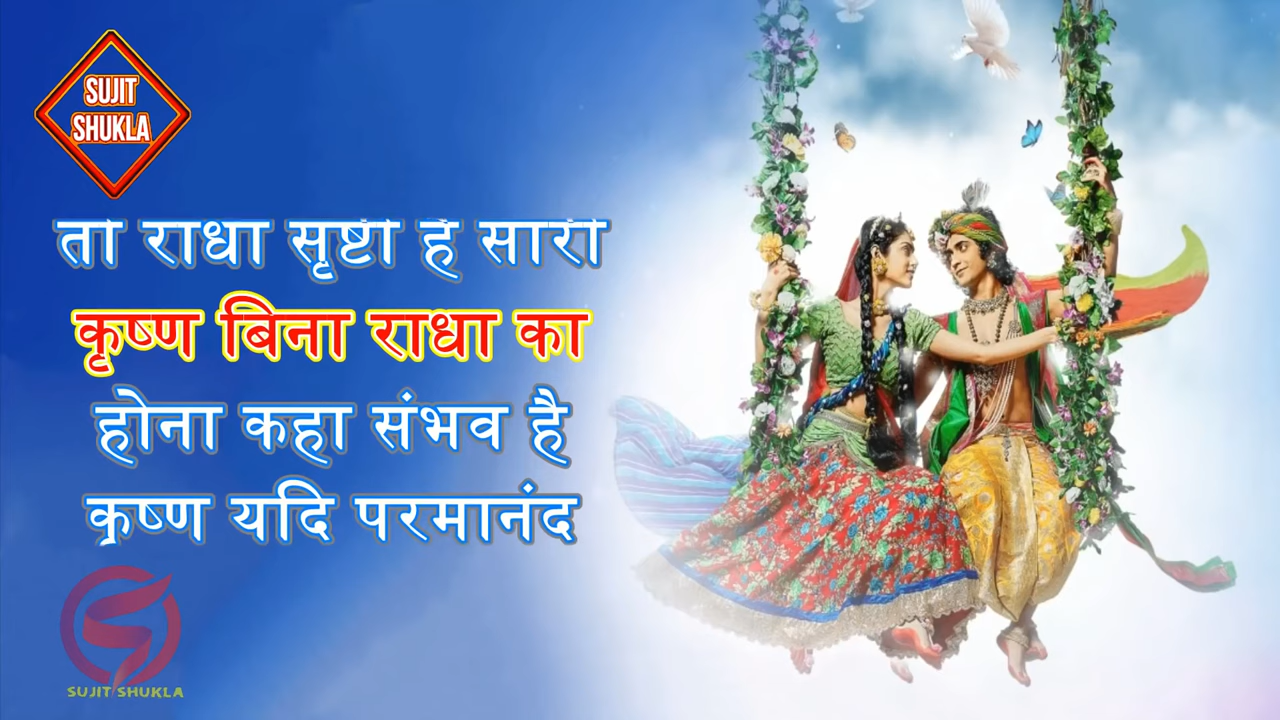 SUJIT
SHUKLA
तो राधा सृष्टी है सारी
कृष्ण बिना राधा का
होना कहा संभव है
कृष्ण यदि परमानंद
SUJIT SHUKLA